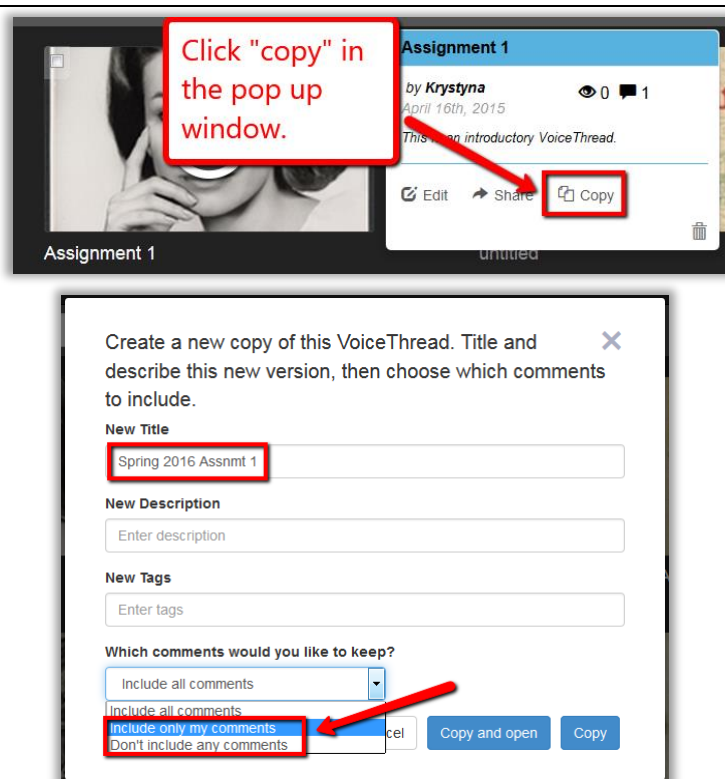 Click "copy" in
the pop up
window.
Assignment 1
by Krystyna
0 1
April 16th, 2015
This introductory VoiceThread.
Edit Share Copy
Assignment 1
untitled
Create a new copy of this VoiceThread. Title and
describe this new version, then choose which comments
to include.
New Title
Spring 2016 Assnmt 1
New Description
Enter description
New Tags
Enter tags
Which comments would you like to keep?
Include all comments
Include all comments
Include only my comments
Don't include any comments
Copy and open
Copy